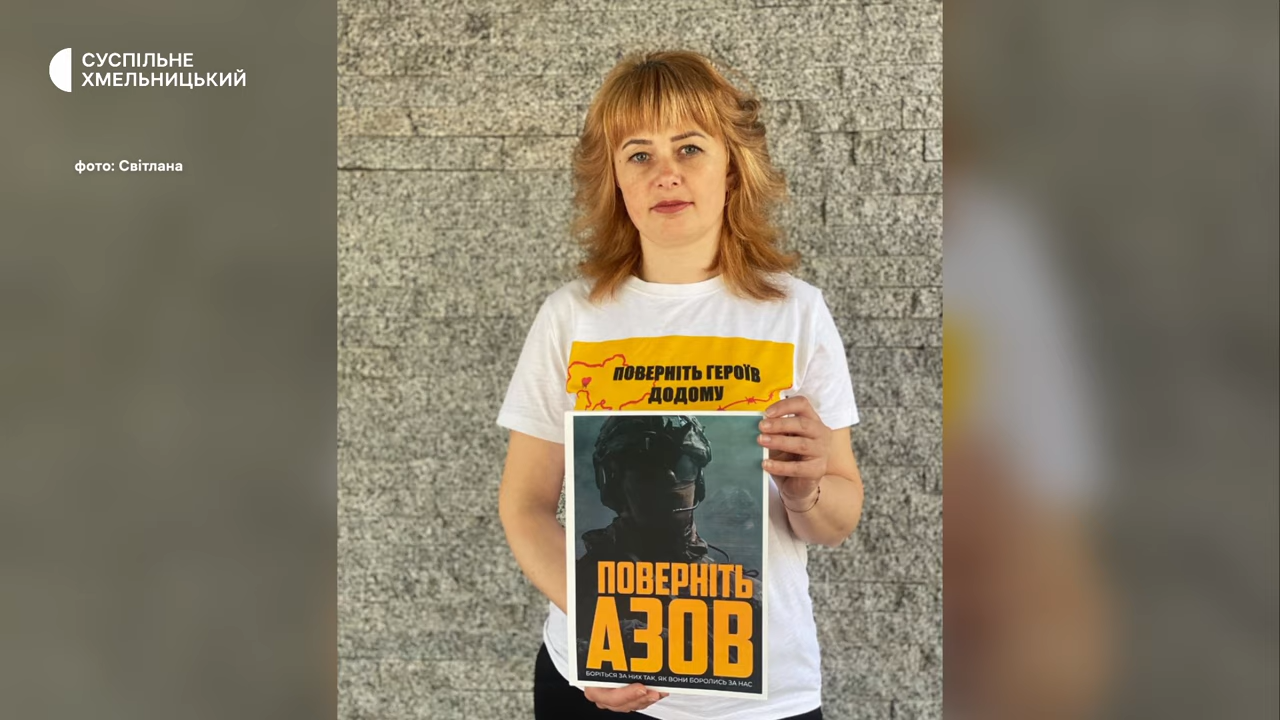 СУСПІЛЬНЕ
ХМЕЛЬНИЦЬКИЙ
фото: Світлана
ПОВЕРНІТЬ ГЕРОЇВ
ДОДОМУ
ПОВЕРНІТЬ
АЗОВ
БОРІТЬСЯ ЗА НИХ ТАК, ЯК ВОНИ БОРОЛИСЬ ЗА НАС